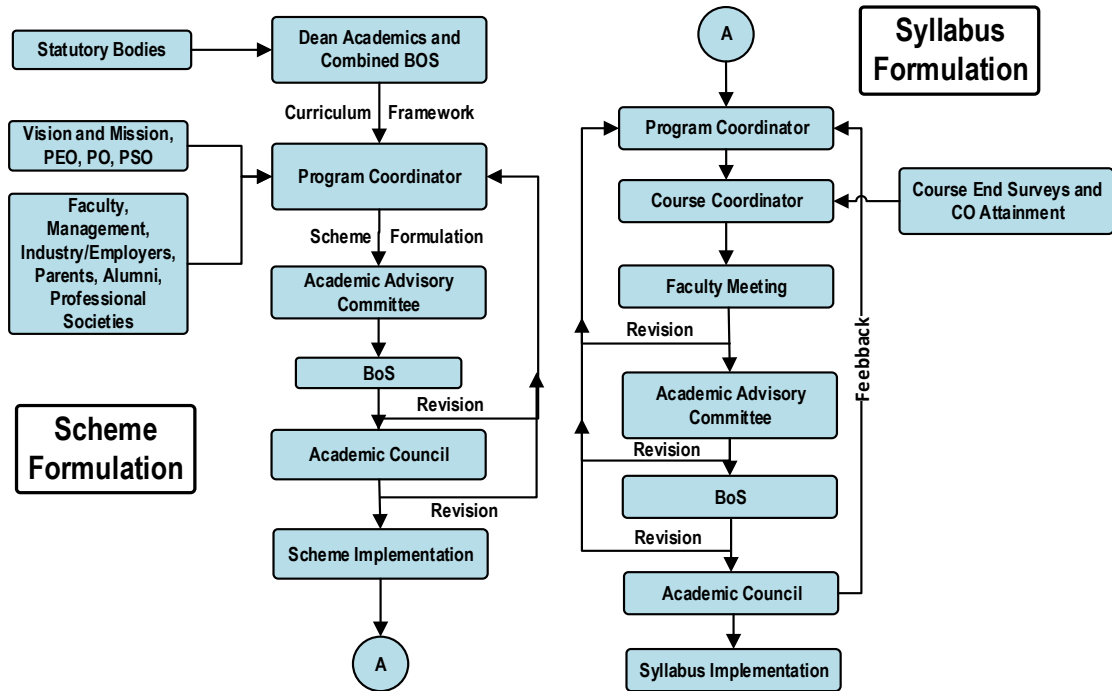 Statutory Bodies
Dean Academics and
Combined BOS
Curriculum Framework
Vision and Mission,
PEO, PO, PSO
Program Coordinator
Faculty,
Management,
Industry/Employers,
Parents, Alumni,
Professional
Societies
Scheme Formulation
Academic Advisory
Committee
BoS
Revision
Scheme
Formulation
Academic Council
Revision
Scheme Implementation
A
A
Syllabus
Formulation
Program Coordinator
Course Coordinator
Course End Surveys and
CO Attainment
Faculty Meeting
Revision
Feebback
Academic Advisory
Committee
Revision
BoS
Revision
Academic Council
Syllabus Implementation